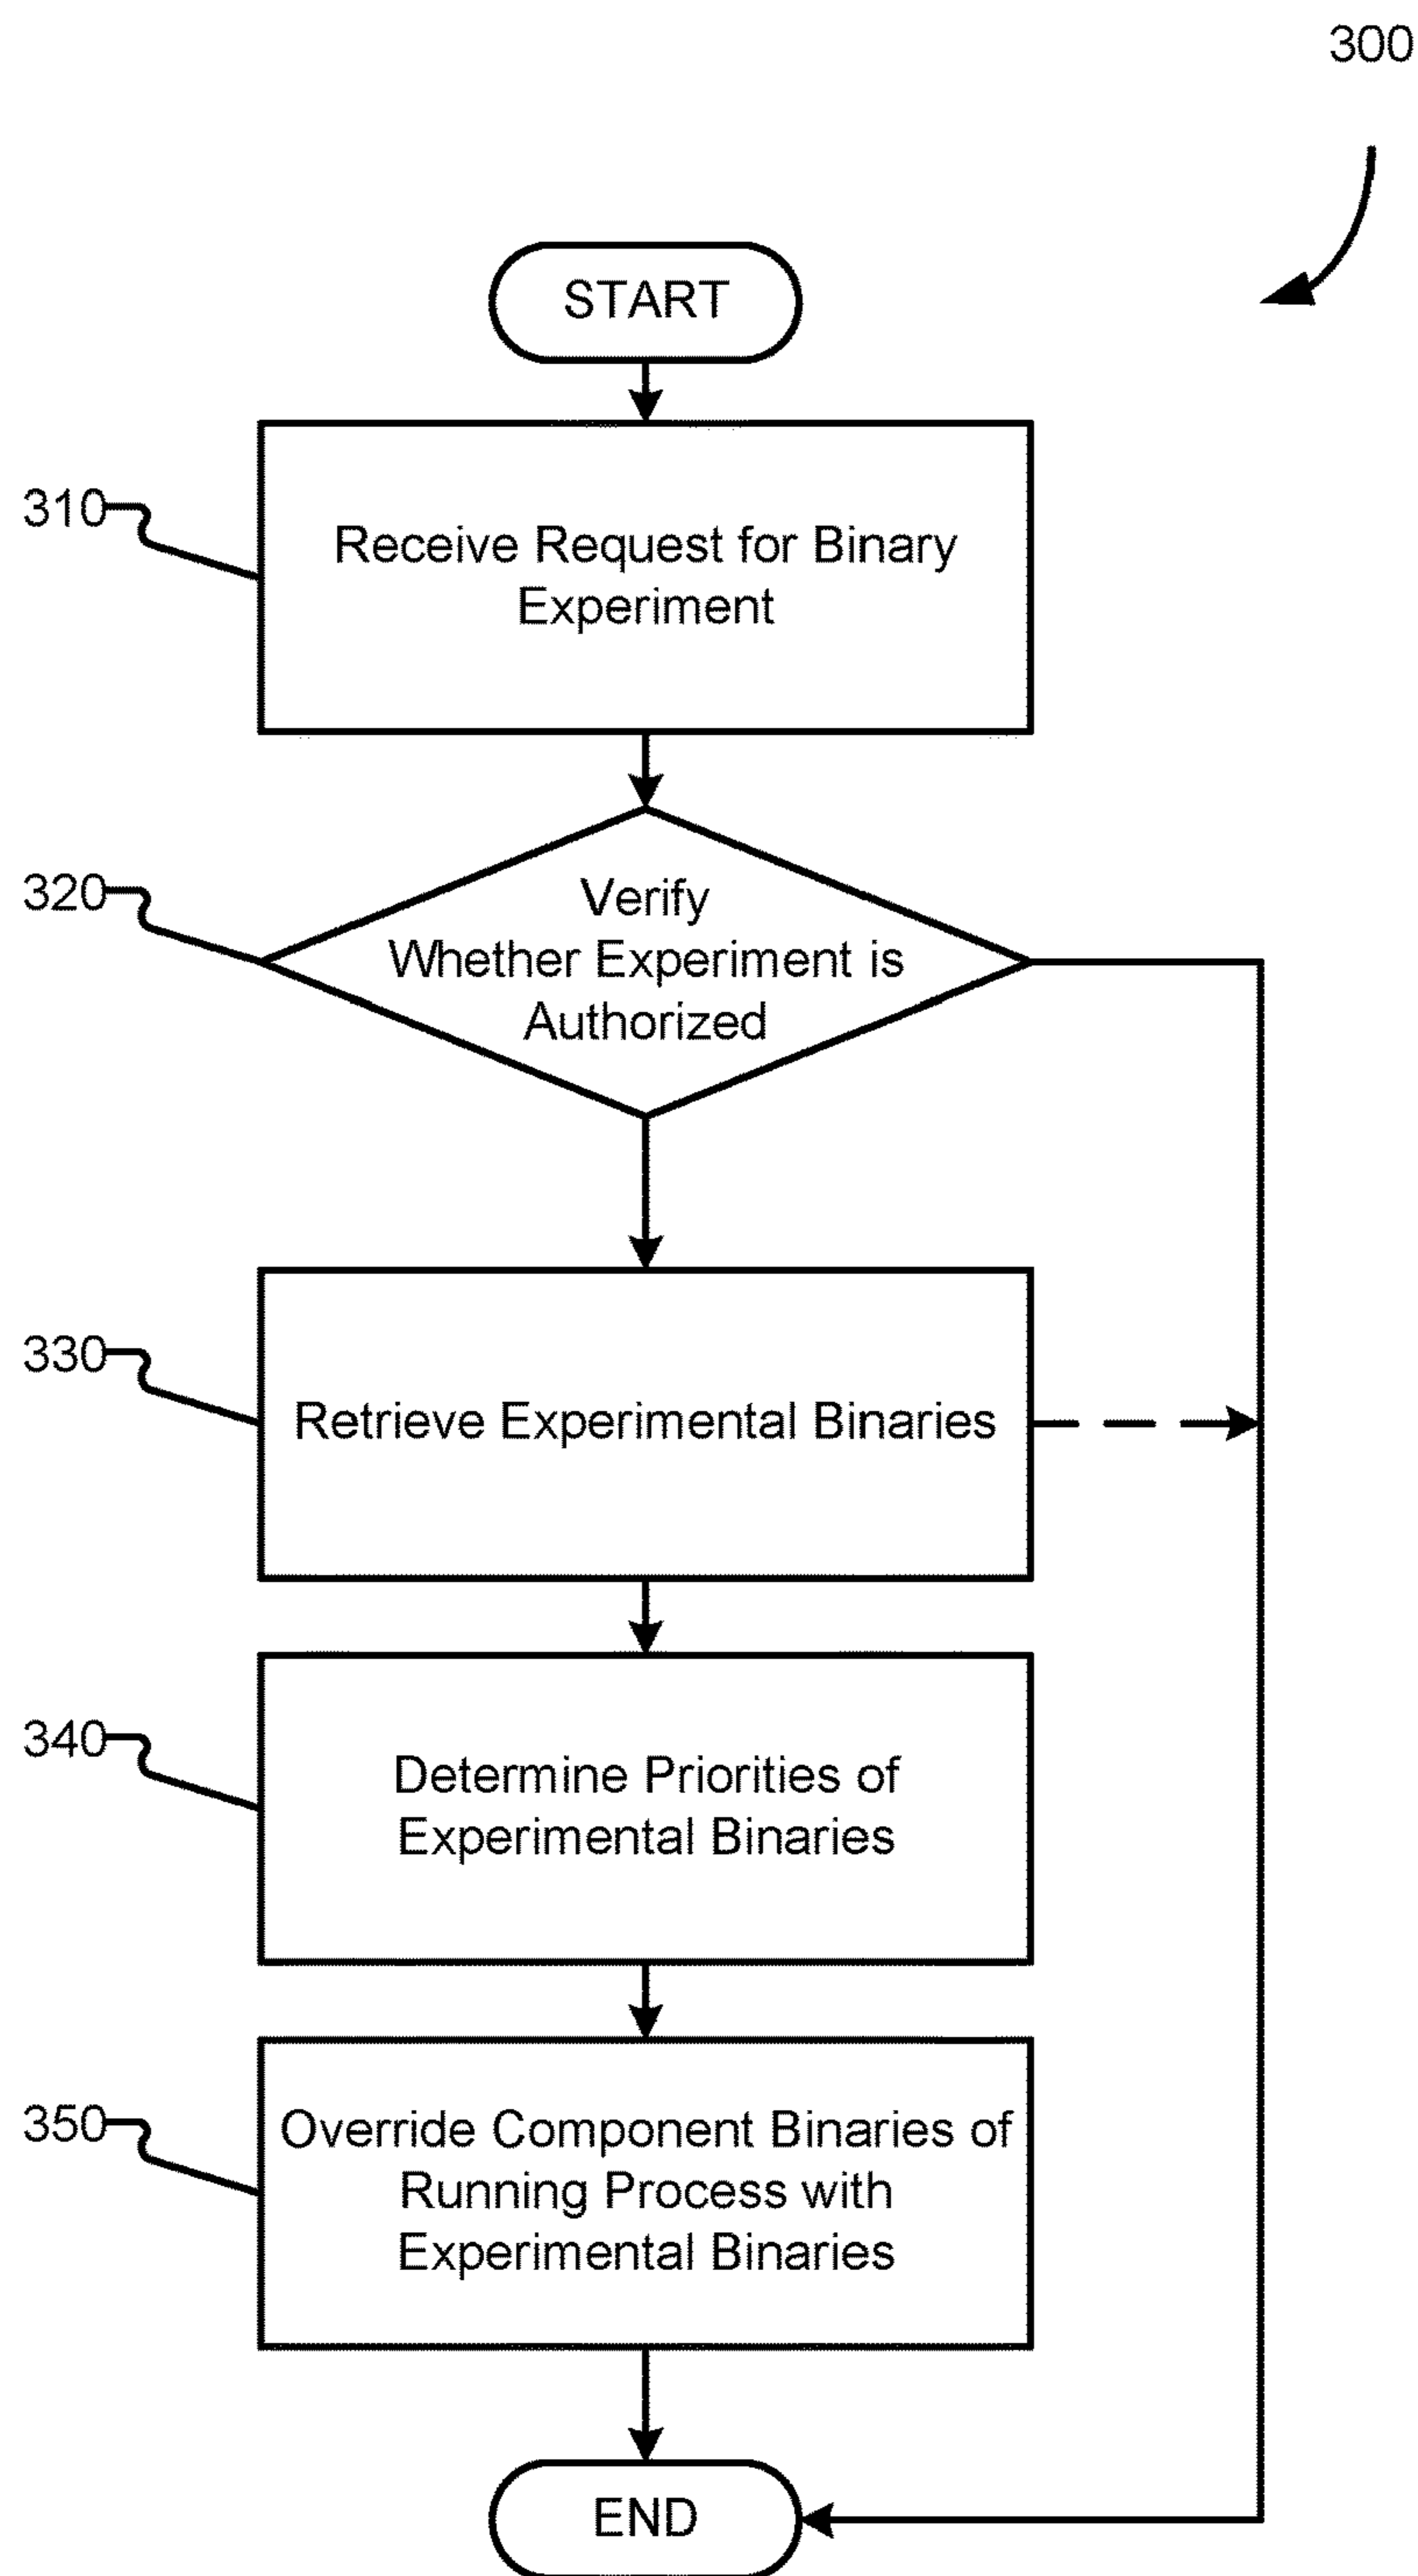 300
START
310
Receive Request for Binary
Experiment
320
Verify
Whether Experiment is
Authorized
330
Retrieve Experimental Binaries
340
Determine Priorities of
Experimental Binaries
350
Override Component Binaries of
Running Process with
Experimental Binaries
END